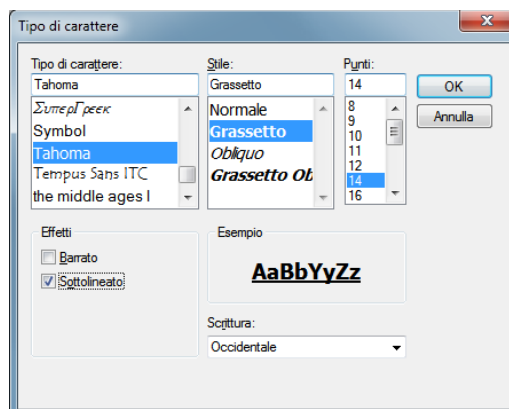 Tipo di carattere
Tipo di carattere: Stile: Punti:
Tahoma Grassetto 14 OK
ΣυπερΓρεεκ Normale 8
Symbol Grassetto 9 Annulla
Tahoma Obliquo 10
Tempus Sans ITC Grassetto Ob 11
the middle ages I 12
14
16
Effetti Esempio
Barrato
Sottolineato AaBbYyZz
Scrittura:
Occidentale